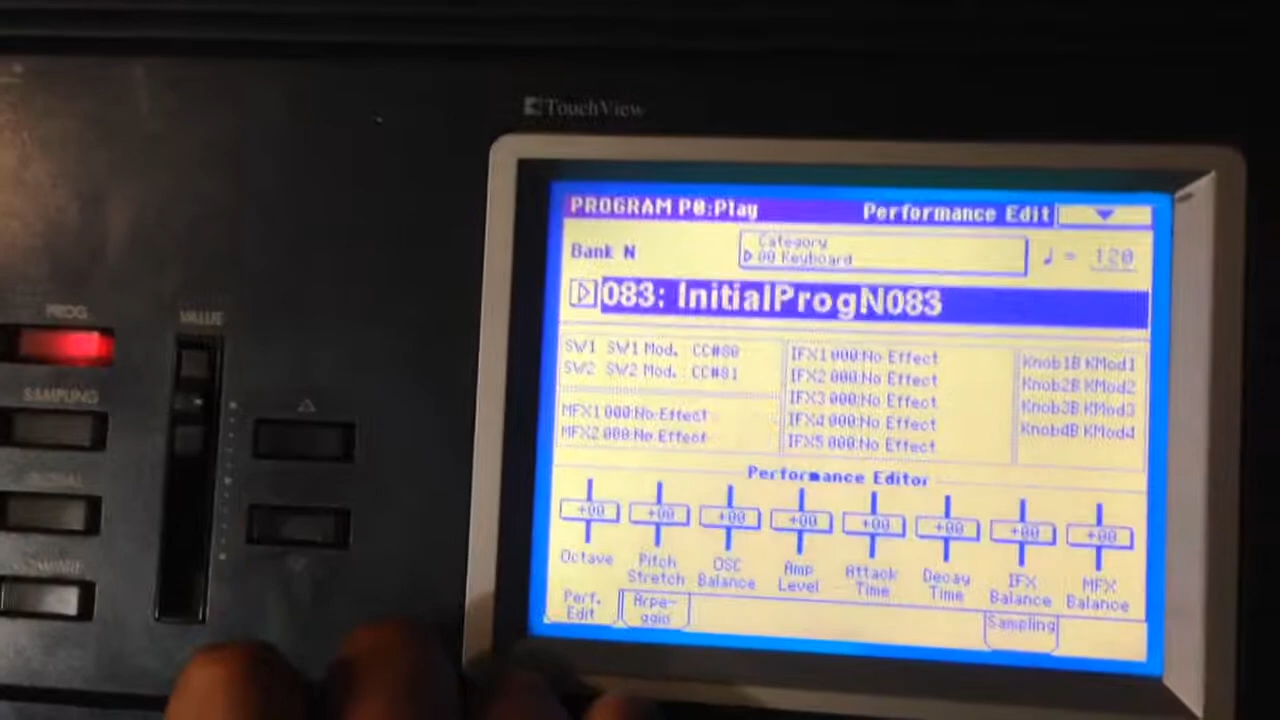 TouchView
PROGRAM P0:Play Performance Edit
Bank N
Category
00 Keyboard
♩ = 120
083: InitialProgN083
SW1 SW1 Mod. CC#80
SW2 SW2 Mod. CC#81
MFX1 000:No Effect
MFX2 000:No Effect
IFX1 000:No Effect
IFX2 000:No Effect
IFX3 000:No Effect
IFX4 000:No Effect
IFX5 000:No Effect
Knob1B KMod1
Knob2B KMod2
Knob3B KMod3
Knob4B KMod4
Performance Editor
+00 +00 +00 +00 +00 +00 +00 +00
Octave
Pitch
Stretch
OSC
Balance
Amp
Level
Attack
Time
Decay
Time
IFX
Balance
MFX
Balance
Perf.
Edit
Arpe-
ggio
Sampling
PROG
VALUE
SAMPLING